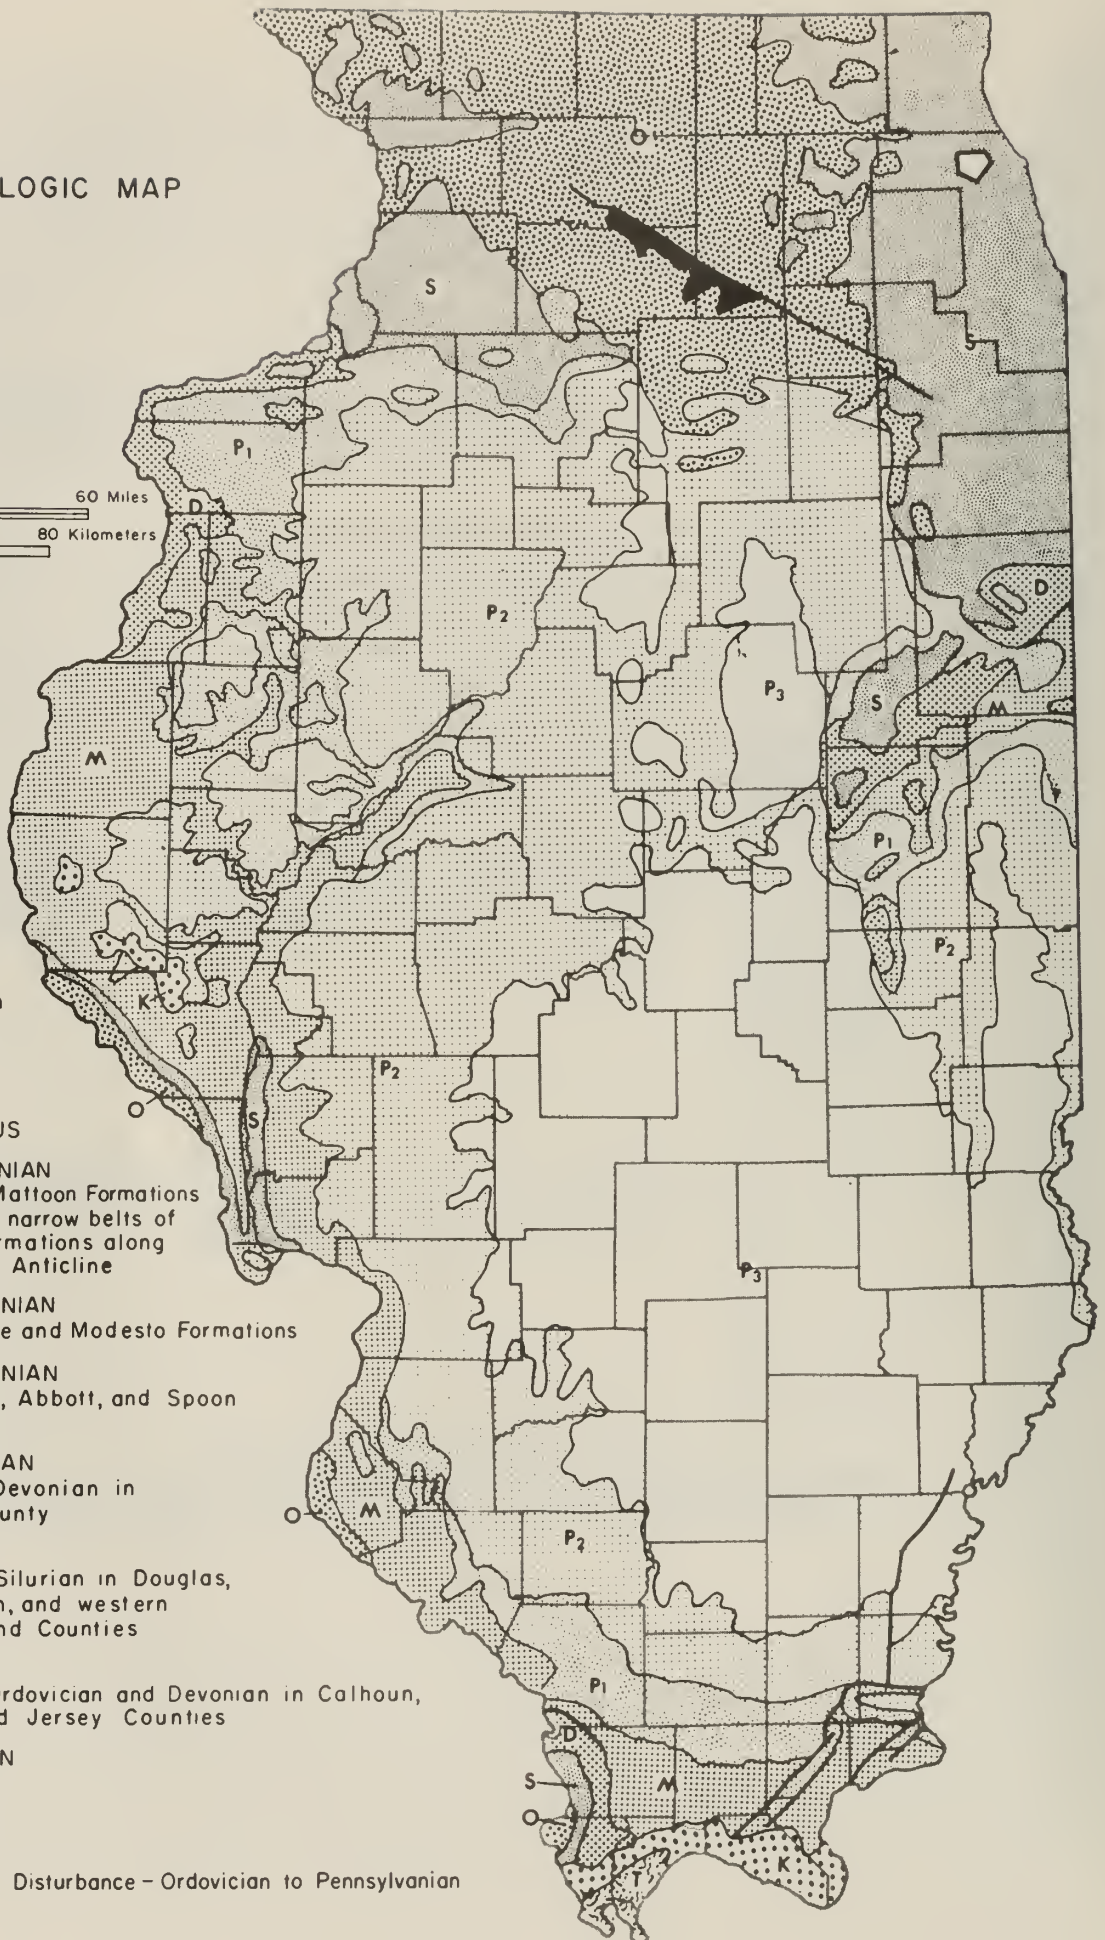 LOGIC MAP
60 Miles
80 Kilometers
US
NIAN
Mattoon Formations
narrow belts of
rmations along
Anticline
NIAN
e and Modesto Formations
NIAN
, Abbott, and Spoon
AN
Devonian in
unty
Silurian in Douglas,
n, and western
nd Counties
rdovician and Devonian in Calhoun,
d Jersey Counties
N
Disturbance – Ordovician to Pennsylvanian
O
S
P1
D
P2
D
P3
S
M
M
P1
P2
K
P2
O
S
P3
M
O
P2
P1
D
S
M
O
K
T